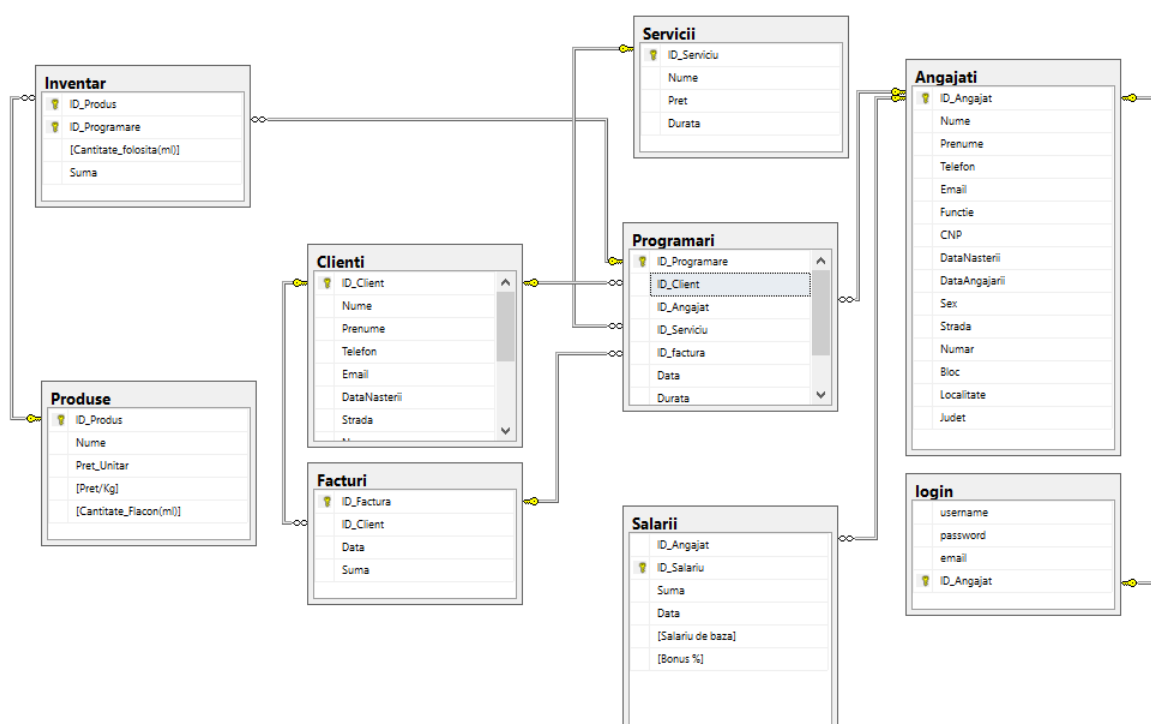 Servicii
ID_Serviciu
Nume
Pret
Durata
Inventar
ID_Produs
ID_Programare
[Cantitate_folosita(ml)]
Suma
Angajati
ID_Angajat
Nume
Prenume
Telefon
Email
Functie
CNP
DataNasterii
DataAngajarii
Sex
Strada
Numar
Bloc
Localitate
Judet
Programari
ID_Programare
ID_Client
ID_Angajat
ID_Serviciu
ID_factura
Data
Durata
Clienti
ID_Client
Nume
Prenume
Telefon
Email
DataNasterii
Strada
Produse
ID_Produs
Nume
Pret_Unitar
[Pret/Kg]
[Cantitate_Flacon(ml)]
Facturi
ID_Factura
ID_Client
Data
Suma
Salarii
ID_Angajat
ID_Salariu
Suma
Data
[Salariu de baza]
[Bonus %]
login
username
password
email
ID_Angajat